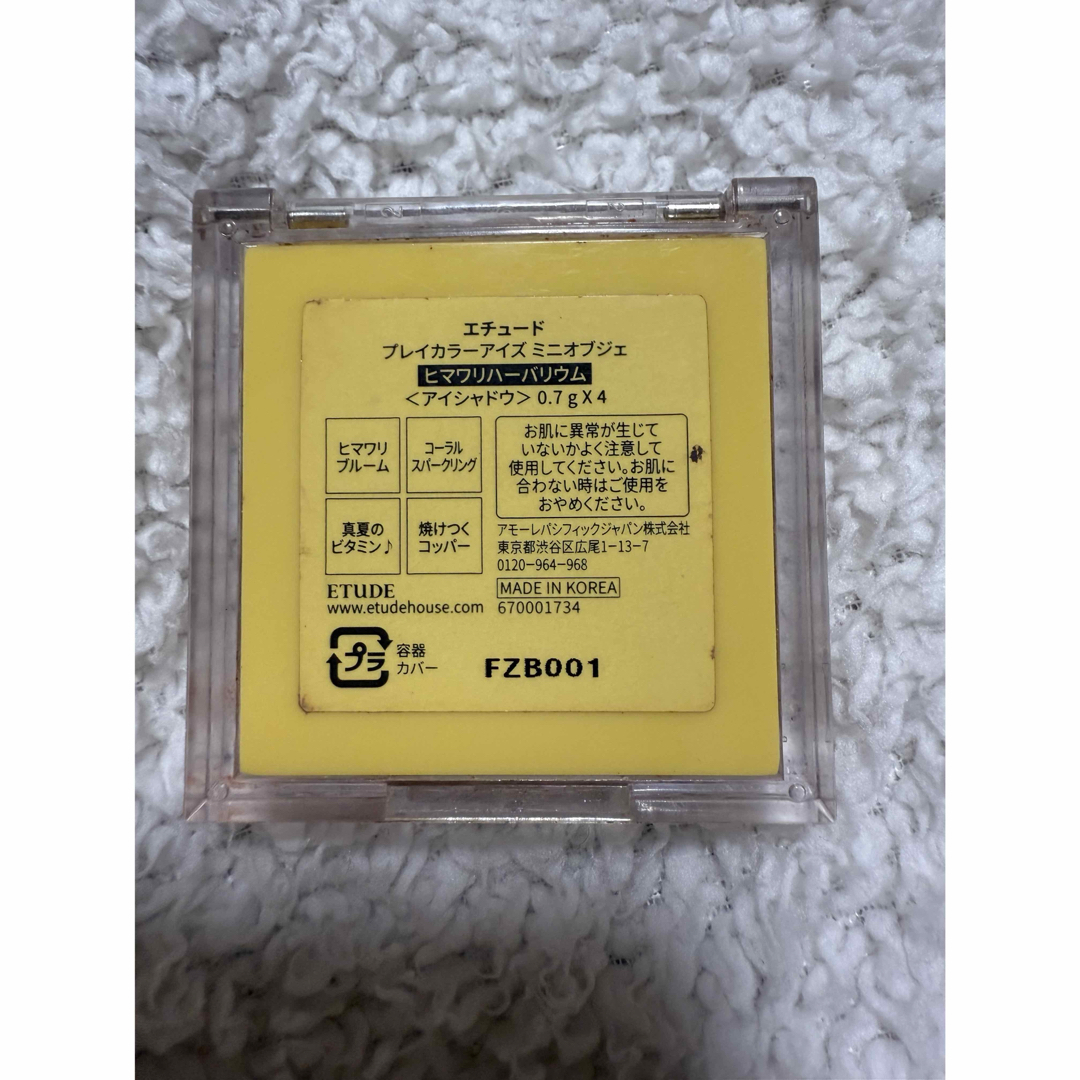 エチュード
プレイカラーアイズ ミニオブジェ
ヒマワリハーバリウム
＜アイシャドウ＞ 0.7 g X 4
ヒマワリ
ブルーム
コーラル
スパークリング
真夏の
ビタミン♪
焼けつく
コッパー
お肌に異常が生じて
いないかよく注意して
使用してください。お肌に
合わない時はご使用を
おやめください。
アモーレパシフィックジャパン株式会社
東京都渋谷区広尾1-13-7
0120-964-968
MADE IN KOREA
670001734
ETUDE
www.etudehouse.com
プラ
容器
カバー
FZB001